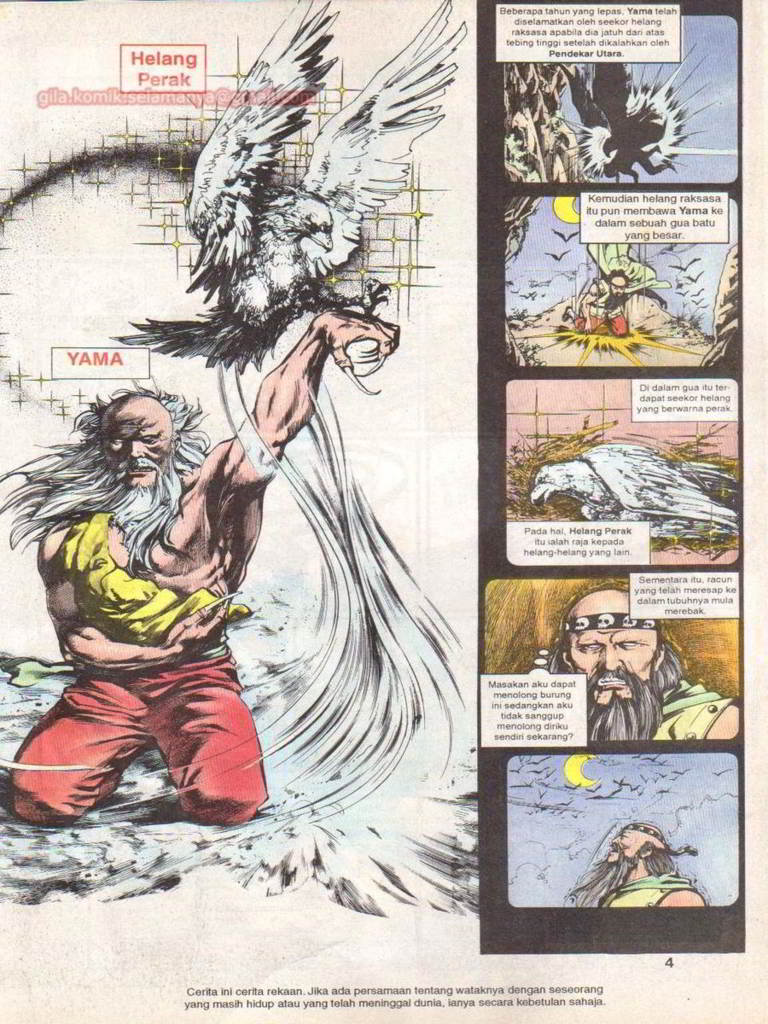 Helang
Perak
gila.komik.selamanya@gmail.com
YAMA
Beberapa tahun yang lepas, Yama telah
diselamatkan oleh seekor helang
raksasa apabila dia jatuh dari atas
tebing tinggi setelah dikalahkan oleh
Pendekar Utara.
Kemudian helang raksasa
itu pun membawa Yama ke
dalam sebuah gua batu
yang besar.
Di dalam gua itu ter-
dapat seekor helang
yang berwarna perak.
Pada hal, Helang Perak
itu ialah raja kepada
helang-helang yang lain.
Sementara itu, racun
yang telah meresap ke
dalam tubuhnya mula
merebak.
Masakan aku dapat
menolong burung
ini sedangkan aku
tidak sanggup
menolong diriku
sendiri sekarang?
4
Cerita ini cerita rekaan. Jika ada persamaan tentang wataknya dengan seseorang
yang masih hidup atau yang telah meninggal dunia, ianya secara kebetulan sahaja.